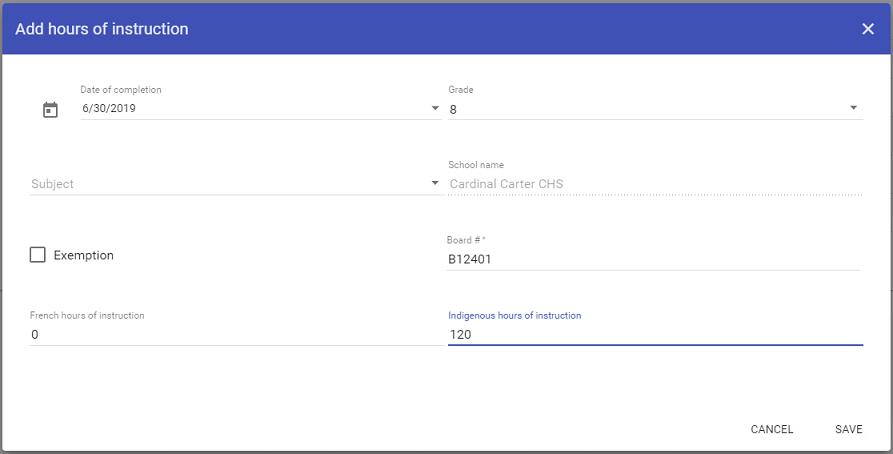 Add hours of instruction
Date of completion
6/30/2019
Grade
8
Subject
School name
Cardinal Carter CHS
Exemption
Board # *
B12401
French hours of instruction
0
Indigenous hours of instruction
120
CANCEL
SAVE